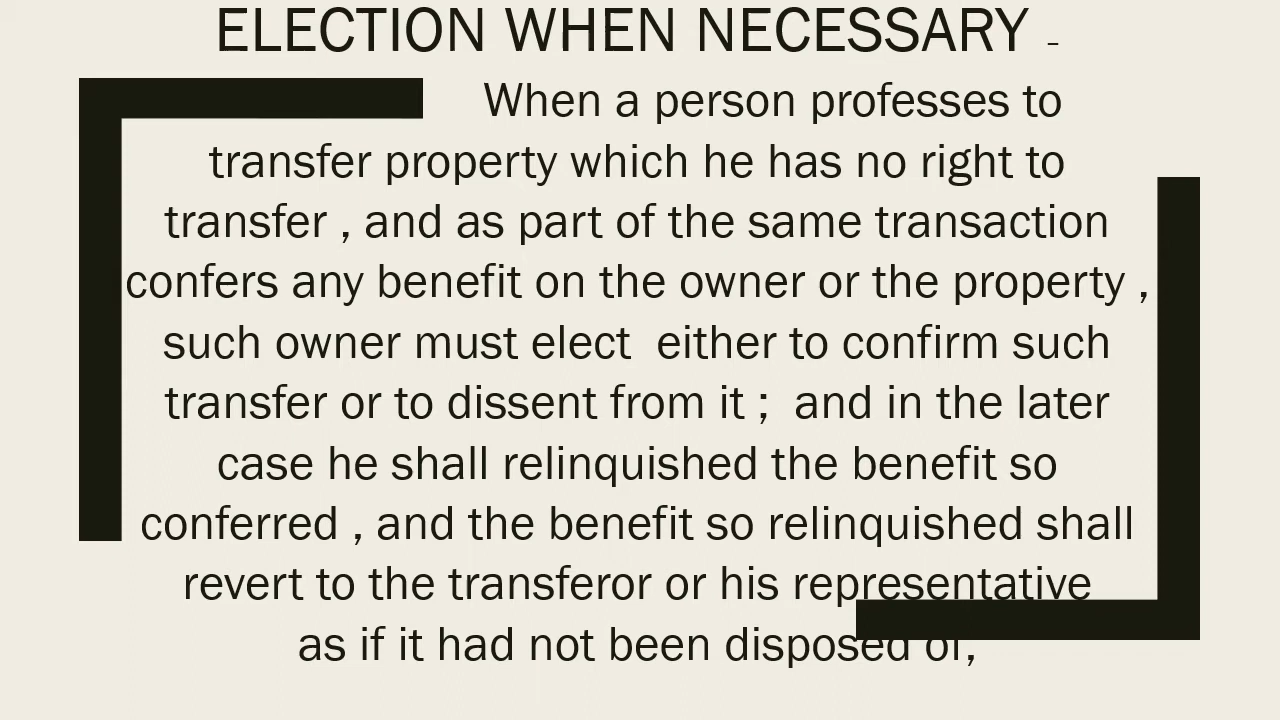 ELECTION WHEN NECESSARY -
When a person professes to
transfer property which he has no right to
transfer , and as part of the same transaction
confers any benefit on the owner or the property ,
such owner must elect  either to confirm such
transfer or to dissent from it ;  and in the later
case he shall relinquished the benefit so
conferred , and the benefit so relinquished shall
revert to the transferor or his representative
as if it had not been disposed of,